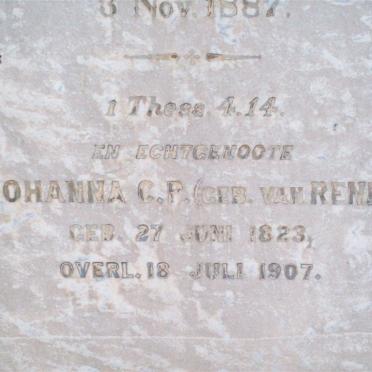 3 Nov. 1887.
1 Thess 4.14.
EN ECHTGENOOTE
OHANNA C.P. (GEB. VAN REN
GEB. 27 JUNI 1823,
OVERL. 18 JULI 1907.